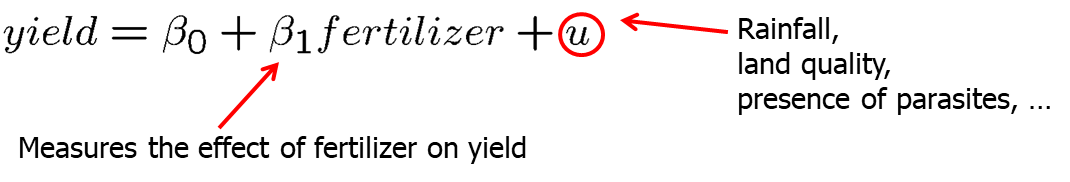 yield = β₀ + β₁fertilizer + u
Rainfall,
land quality,
presence of parasites, ...
Measures the effect of fertilizer on yield